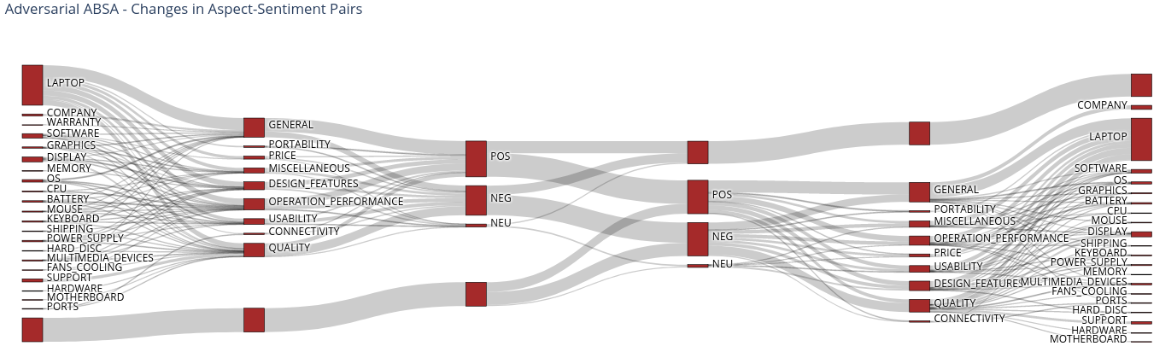 Adversarial ABSA - Changes in Aspect-Sentiment Pairs
LAPTOP
COMPANY
WARRANTY
SOFTWARE
GRAPHICS
DISPLAY
MEMORY
OS
CPU
BATTERY
MOUSE
KEYBOARD
SHIPPING
POWER_SUPPLY
HARD_DISC
MULTIMEDIA_DEVICES
FANS_COOLING
SUPPORT
HARDWARE
MOTHERBOARD
PORTS
GENERAL
PORTABILITY
PRICE
MISCELLANEOUS
DESIGN_FEATURES
OPERATION_PERFORMANCE
USABILITY
CONNECTIVITY
QUALITY
POS
NEG
NEU
POS
NEG
NEU
GENERAL
PORTABILITY
MISCELLANEOUS
OPERATION_PERFORMANCE
PRICE
USABILITY
DESIGN_FEATURES
QUALITY
CONNECTIVITY
COMPANY
LAPTOP
SOFTWARE
OS
GRAPHICS
BATTERY
CPU
MOUSE
DISPLAY
SHIPPING
KEYBOARD
POWER_SUPPLY
MEMORY
MULTIMEDIA_DEVICES
FANS_COOLING
PORTS
HARD_DISC
SUPPORT
HARDWARE
MOTHERBOARD